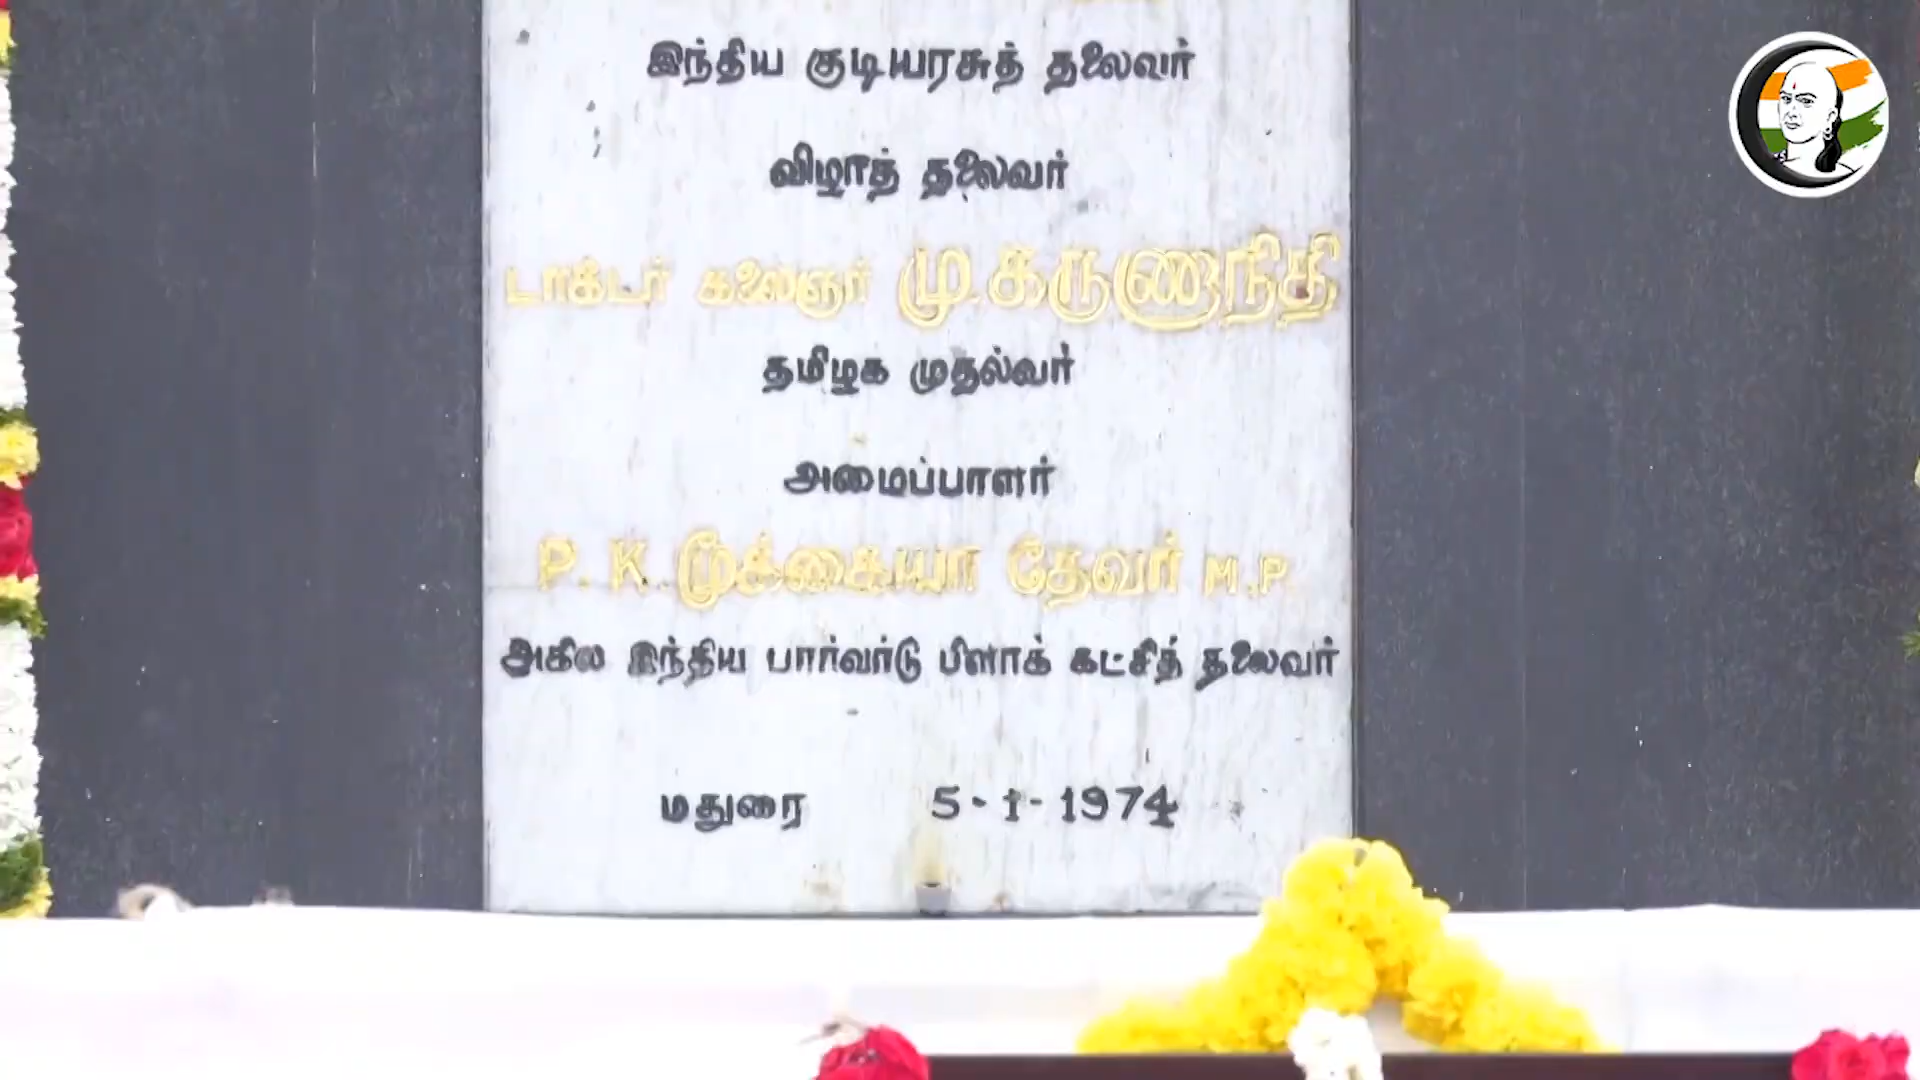 இந்திய குடியரசுத் தலைவர்
விழாத் தலைவர்
டாக்டர் கலைஞர் மு.கருணாநிதி
தமிழக முதல்வர்
அமைப்பாளர்
P. K. மூக்கையா தேவர் M.P.
அகில இந்திய பார்வர்டு பிளாக் கட்சித் தலைவர்
மதுரை 5-1-1974